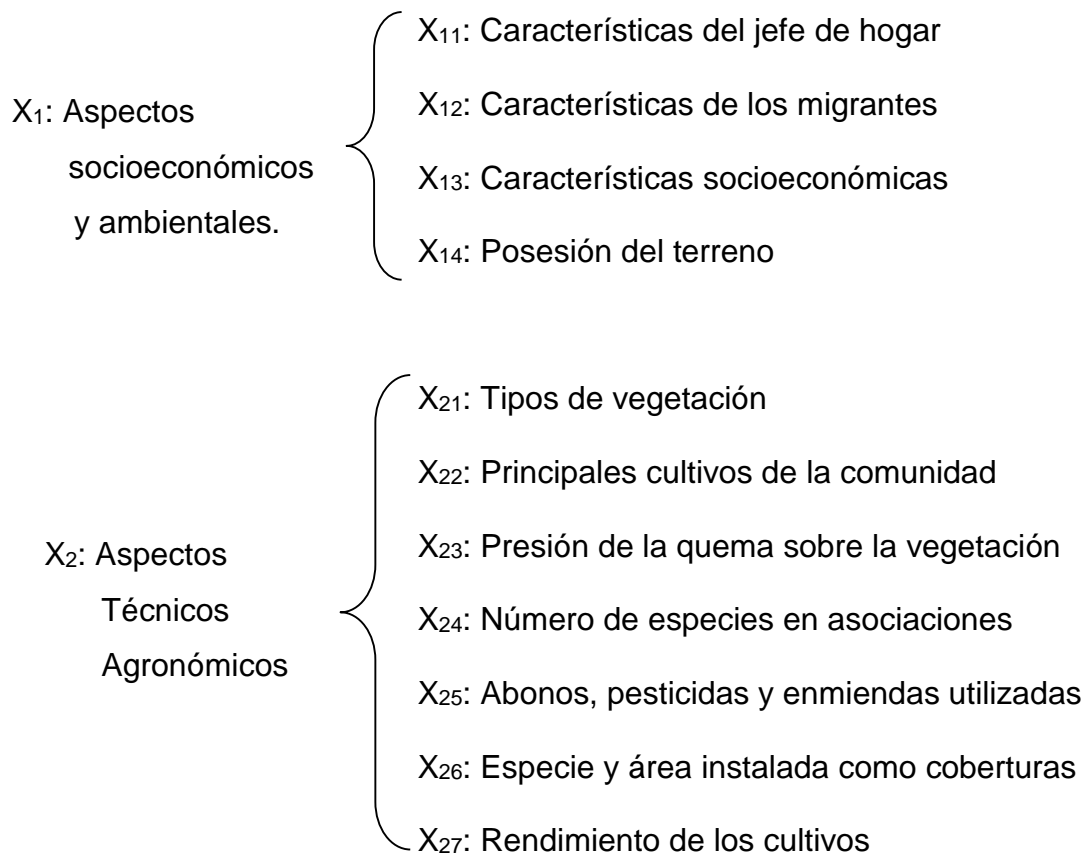 X₁: Aspectos
socioeconómicos
y ambientales.
X₁₁: Características del jefe de hogar
X₁₂: Características de los migrantes
X₁₃: Características socioeconómicas
X₁₄: Posesión del terreno
X₂: Aspectos
Técnicos
Agronómicos
X₂₁: Tipos de vegetación
X₂₂: Principales cultivos de la comunidad
X₂₃: Presión de la quema sobre la vegetación
X₂₄: Número de especies en asociaciones
X₂₅: Abonos, pesticidas y enmiendas utilizadas
X₂₆: Especie y área instalada como coberturas
X₂₇: Rendimiento de los cultivos